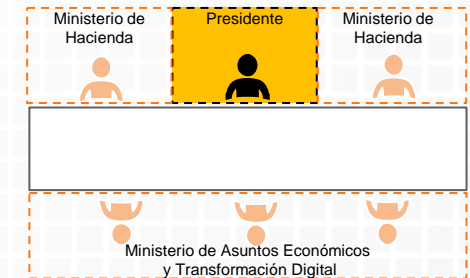 Ministerio de
Hacienda
Presidente
Ministerio de
Hacienda
Ministerio de Asuntos Económicos
y Transformación Digital